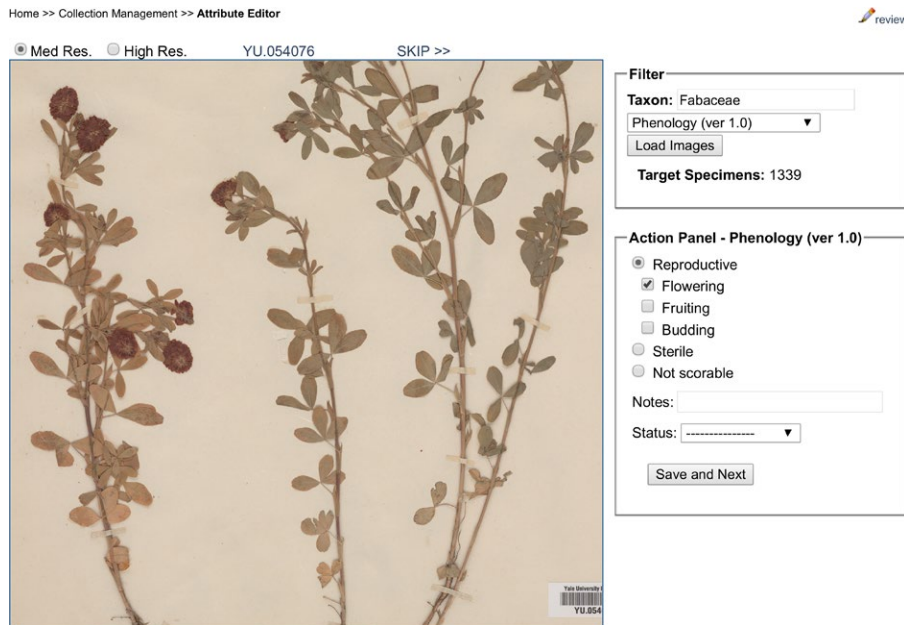 Home >> Collection Management >> Attribute Editor
review
Med Res. High Res. YU.054076 SKIP >>
Filter
Taxon: Fabaceae
Phenology (ver 1.0)
Load Images
Target Specimens: 1339
Action Panel - Phenology (ver 1.0)
Reproductive
Flowering
Fruiting
Budding
Sterile
Not scorable
Notes:
Status: ---------------
Save and Next
Yale University
YU.054